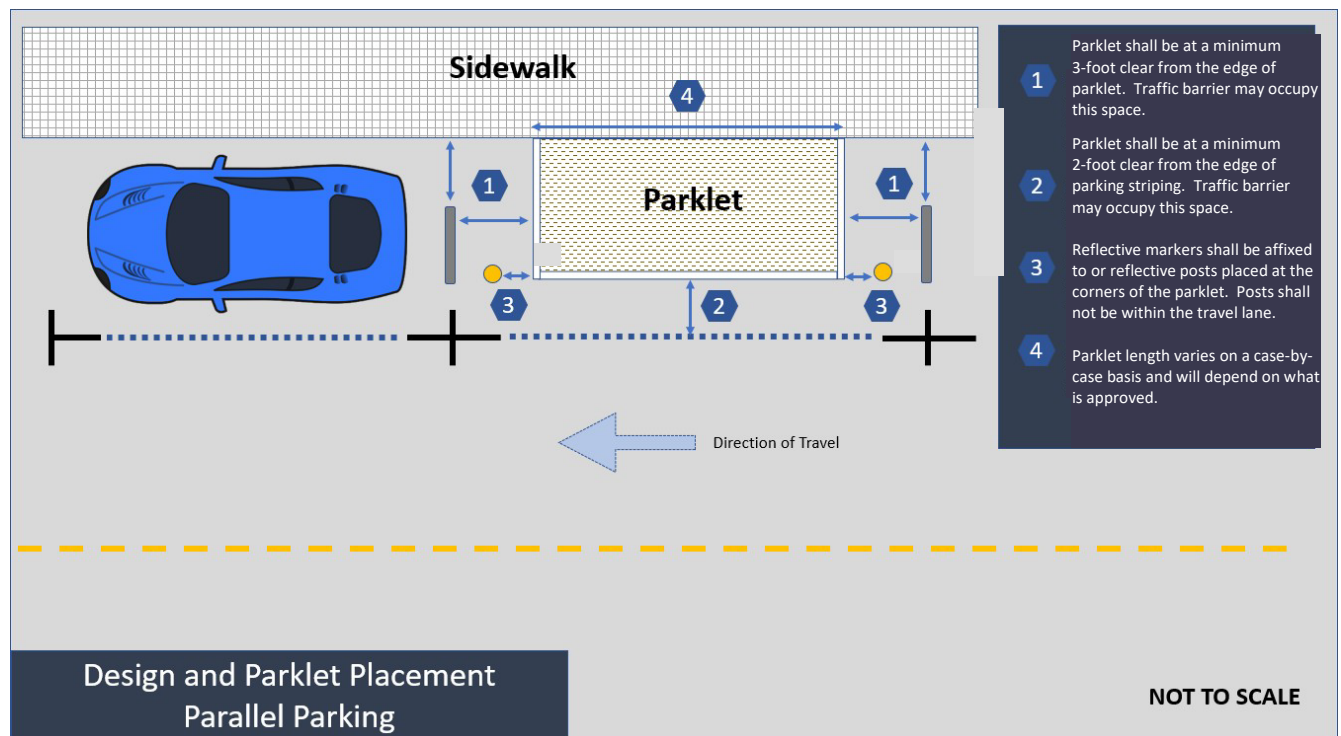 Sidewalk
4
1
Parklet
1
3
2
3
Direction of Travel
1
Parklet shall be at a minimum
3-foot clear from the edge of
parklet. Traffic barrier may occupy
this space.
2
Parklet shall be at a minimum
2-foot clear from the edge of
parking striping. Traffic barrier
may occupy this space.
3
Reflective markers shall be affixed
to or reflective posts placed at the
corners of the parklet. Posts shall
not be within the travel lane.
4
Parklet length varies on a case-by-
case basis and will depend on what
is approved.
Design and Parklet Placement
Parallel Parking
NOT TO SCALE